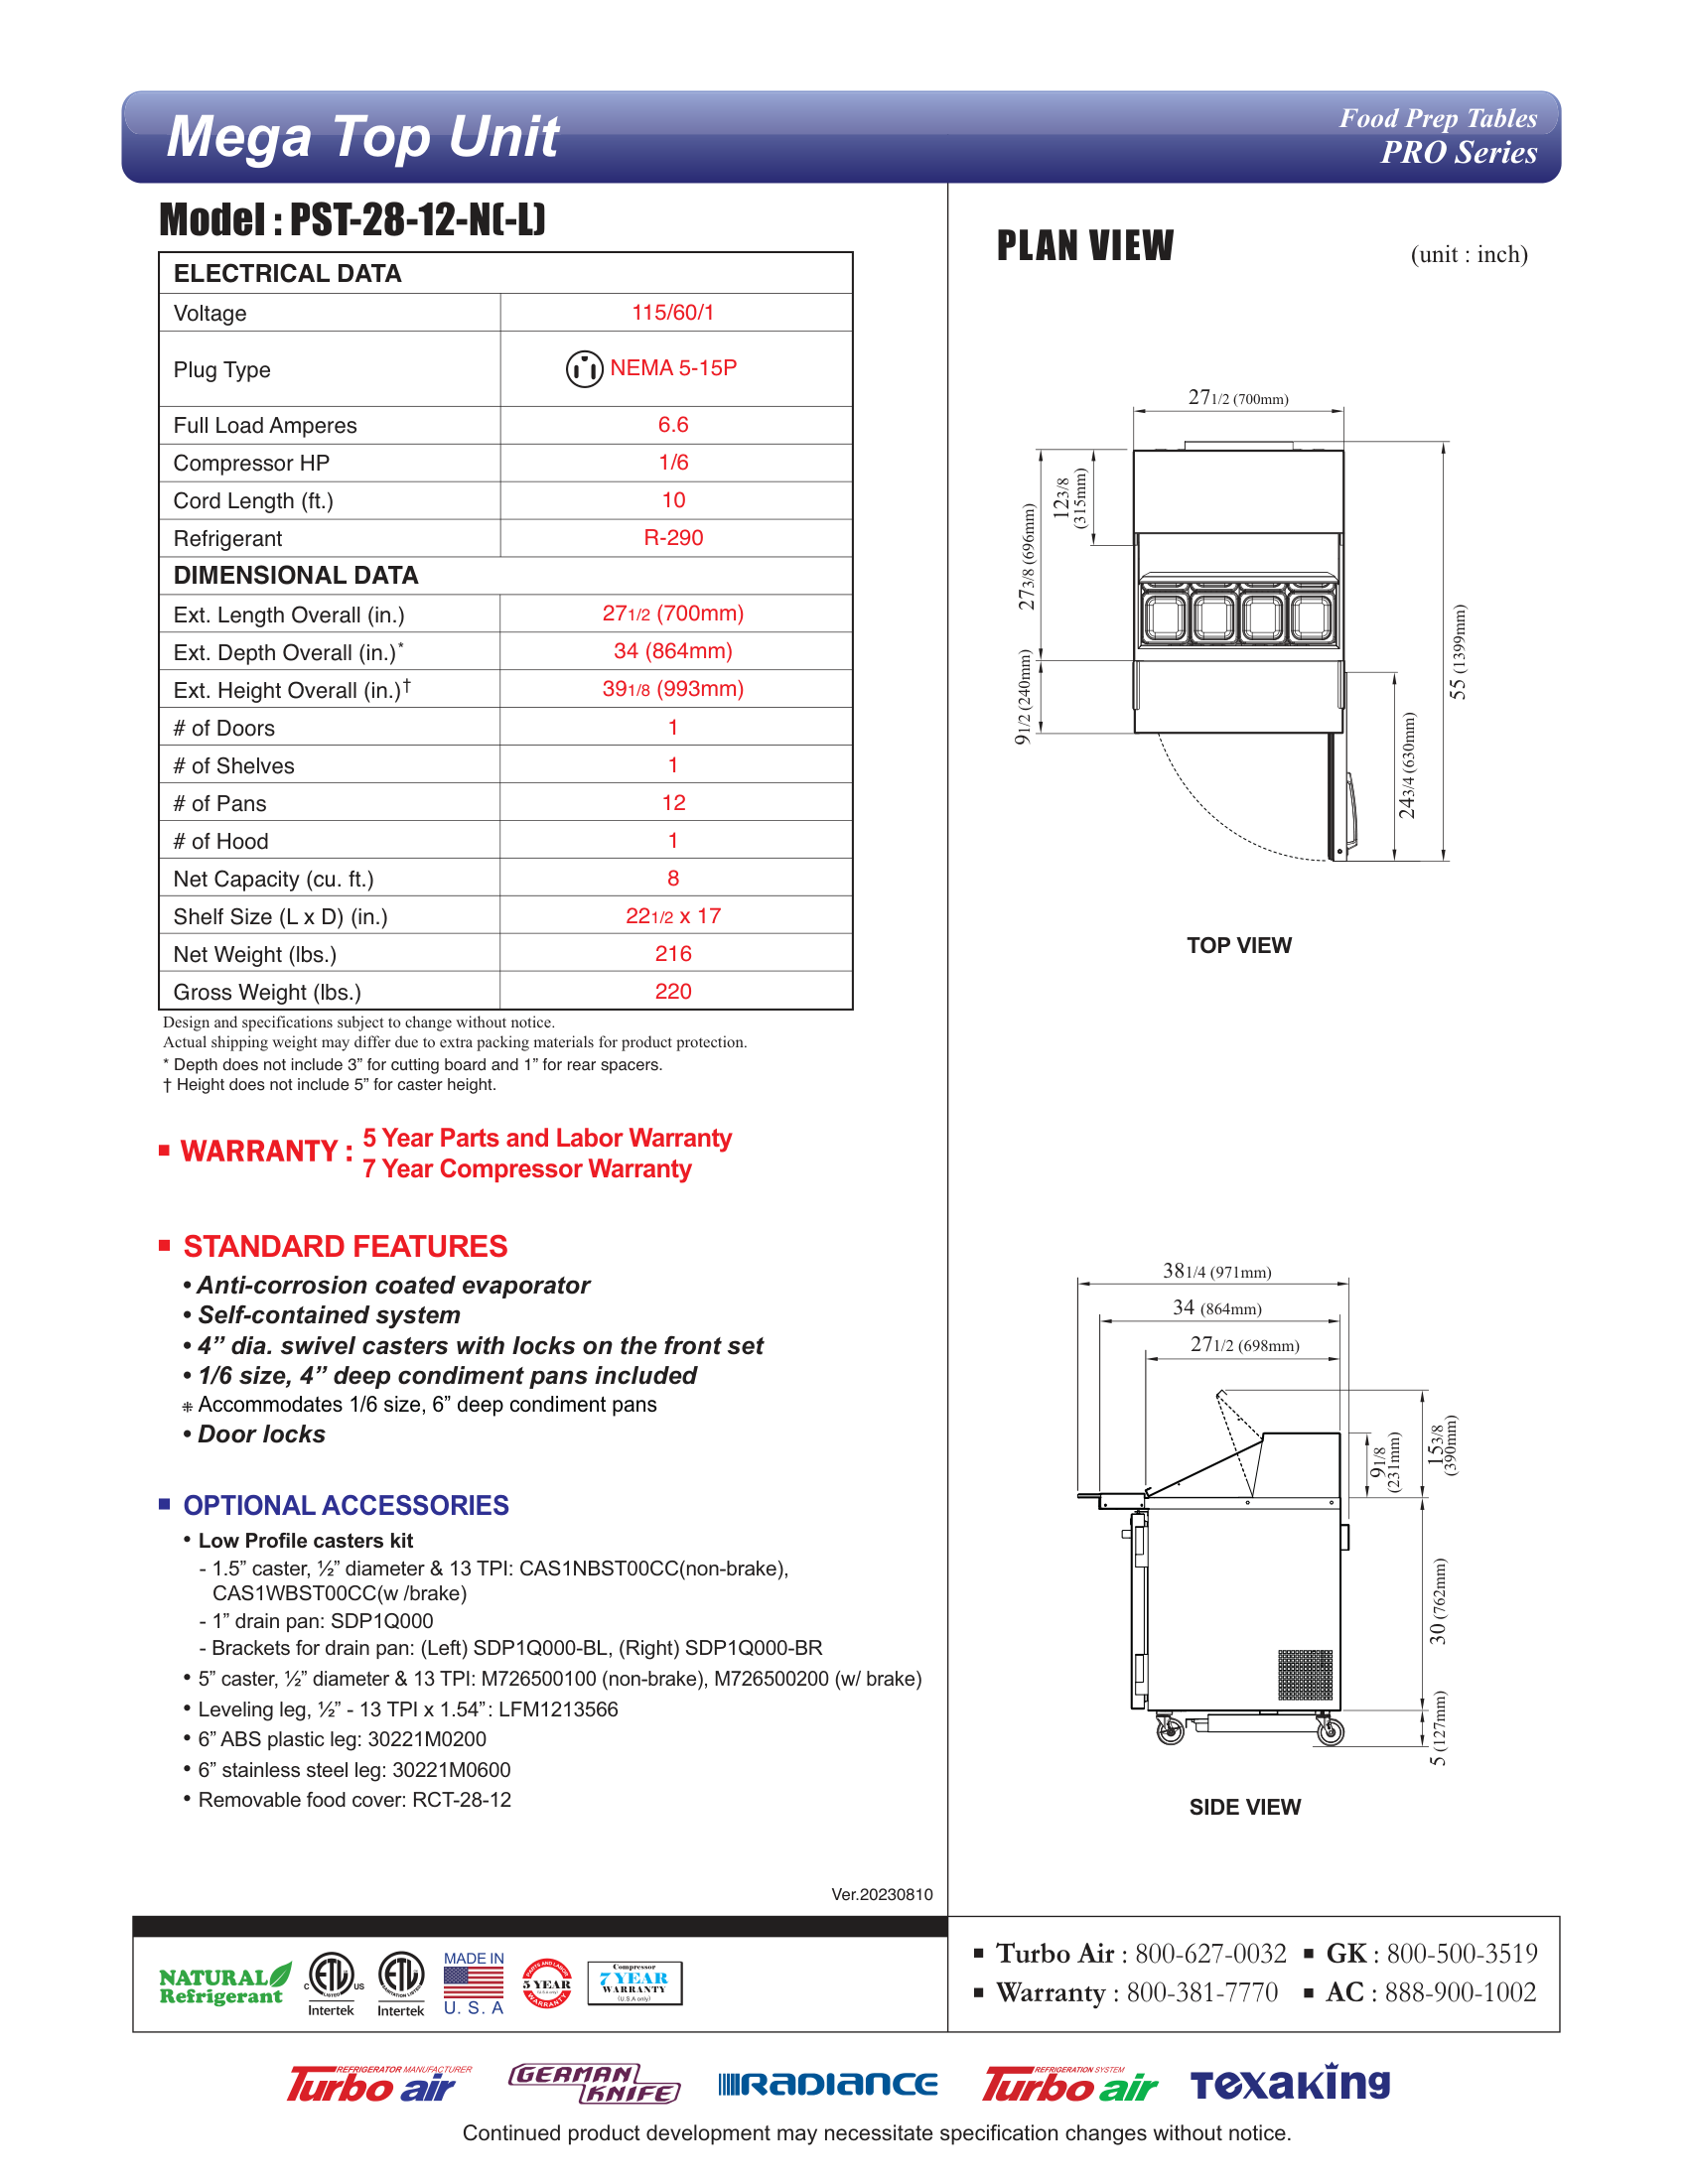 Mega Top Unit
Food Prep Tables
PRO Series
Model : PST-28-12-N(-L)
ELECTRICAL DATA
Voltage 115/60/1
Plug Type NEMA 5-15P
Full Load Amperes 6.6
Compressor HP 1/6
Cord Length (ft.) 10
Refrigerant R-290
DIMENSIONAL DATA
Ext. Length Overall (in.) 27 1/2 (700mm)
Ext. Depth Overall (in.)* 34 (864mm)
Ext. Height Overall (in.)† 39 1/8 (993mm)
# of Doors 1
# of Shelves 1
# of Pans 12
# of Hood 1
Net Capacity (cu. ft.) 8
Shelf Size (L x D) (in.) 22 1/2 x 17
Net Weight (lbs.) 216
Gross Weight (lbs.) 220
Design and specifications subject to change without notice.
Actual shipping weight may differ due to extra packing materials for product protection.
* Depth does not include 3” for cutting board and 1” for rear spacers.
† Height does not include 5” for caster height.
■ WARRANTY : 5 Year Parts and Labor Warranty
7 Year Compressor Warranty
■ STANDARD FEATURES
• Anti-corrosion coated evaporator
• Self-contained system
• 4” dia. swivel casters with locks on the front set
• 1/6 size, 4” deep condiment pans included
⁜ Accommodates 1/6 size, 6” deep condiment pans
• Door locks
■ OPTIONAL ACCESSORIES
• Low Profile casters kit
- 1.5” caster, ½” diameter & 13 TPI: CAS1NBST00CC(non-brake),
CAS1WBST00CC(w /brake)
- 1” drain pan: SDP1Q000
- Brackets for drain pan: (Left) SDP1Q000-BL, (Right) SDP1Q000-BR
• 5” caster, ½” diameter & 13 TPI: M726500100 (non-brake), M726500200 (w/ brake)
• Leveling leg, ½” - 13 TPI x 1.54”: LFM1213566
• 6” ABS plastic leg: 30221M0200
• 6” stainless steel leg: 30221M0600
• Removable food cover: RCT-28-12
Ver.20230810
PLAN VIEW
(unit : inch)
27 1/2 (700mm)
12 3/8
(315mm)
27 3/8 (696mm)
9 1/2 (240mm)
55 (1399mm)
24 3/4 (630mm)
TOP VIEW
38 1/4 (971mm)
34 (864mm)
27 1/2 (698mm)
9 1/8
(231mm)
15 3/8
(390mm)
30 (762mm)
5 (127mm)
SIDE VIEW
NATURAL
Refrigerant
C ETL US
LISTED
Intertek
ETL
SANITATION LISTED
Intertek
MADE IN
U. S. A
PARTS AND LABOR
5 YEAR
(U.S.A only)
WARRANTY
Compressor
7 YEAR
WARRANTY
(U.S.A only)
■ Turbo Air : 800-627-0032 ■ GK : 800-500-3519
■ Warranty : 800-381-7770 ■ AC : 888-900-1002
REFRIGERATOR MANUFACTURER
Turbo air
GERMAN
KNIFE
RADIANCE
REFRIGERATION SYSTEM
Turbo air
Texaking
Continued product development may necessitate specification changes without notice.